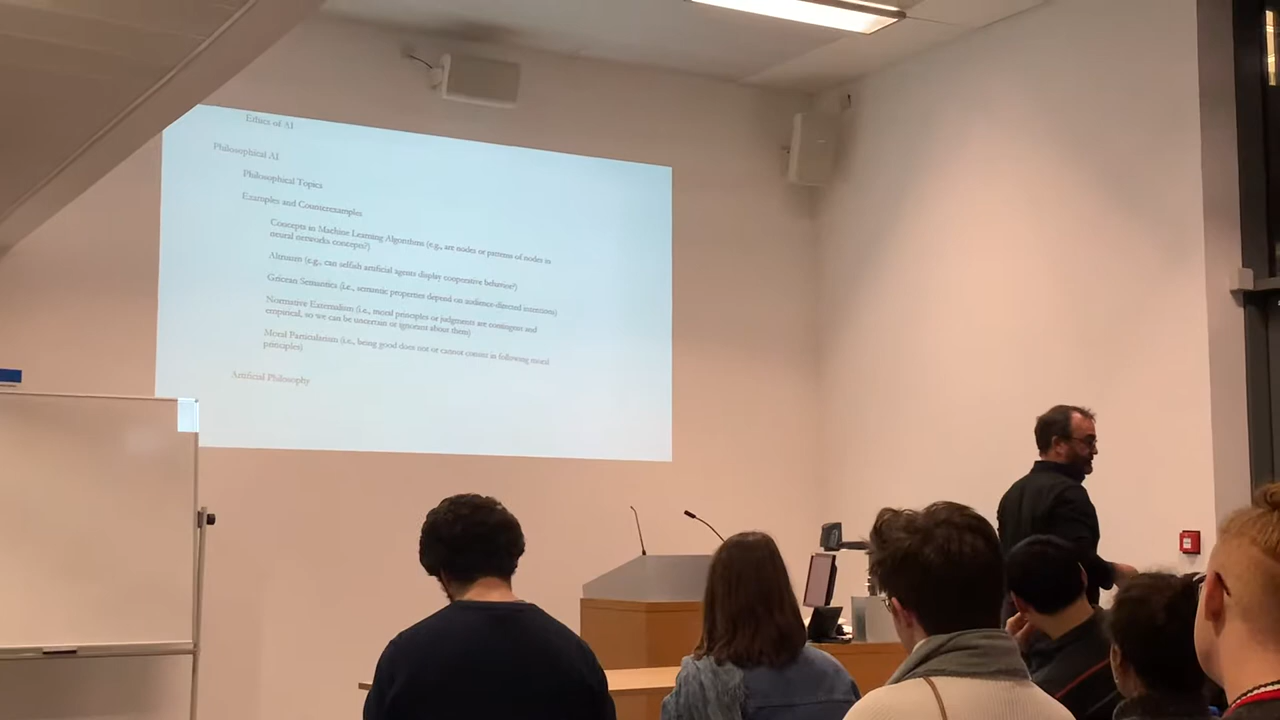 Ethics of AI
Philosophical AI
Philosophical Topics
Examples and Counterexamples
Concepts in Machine Learning Algorithms (e.g., are nodes or patterns of nodes in
neural networks concepts?)
Altruism (e.g., can selfish artificial agents display cooperative behavior?)
Gricean Semantics (i.e., semantic properties depend on audience-directed intentions)
Normative Externalism (i.e., moral principles or judgments are contingent and
empirical, so we can be uncertain or ignorant about them)
Moral Particularism (i.e., being good does not or cannot consist in following moral
principles)
Artificial Philosophy